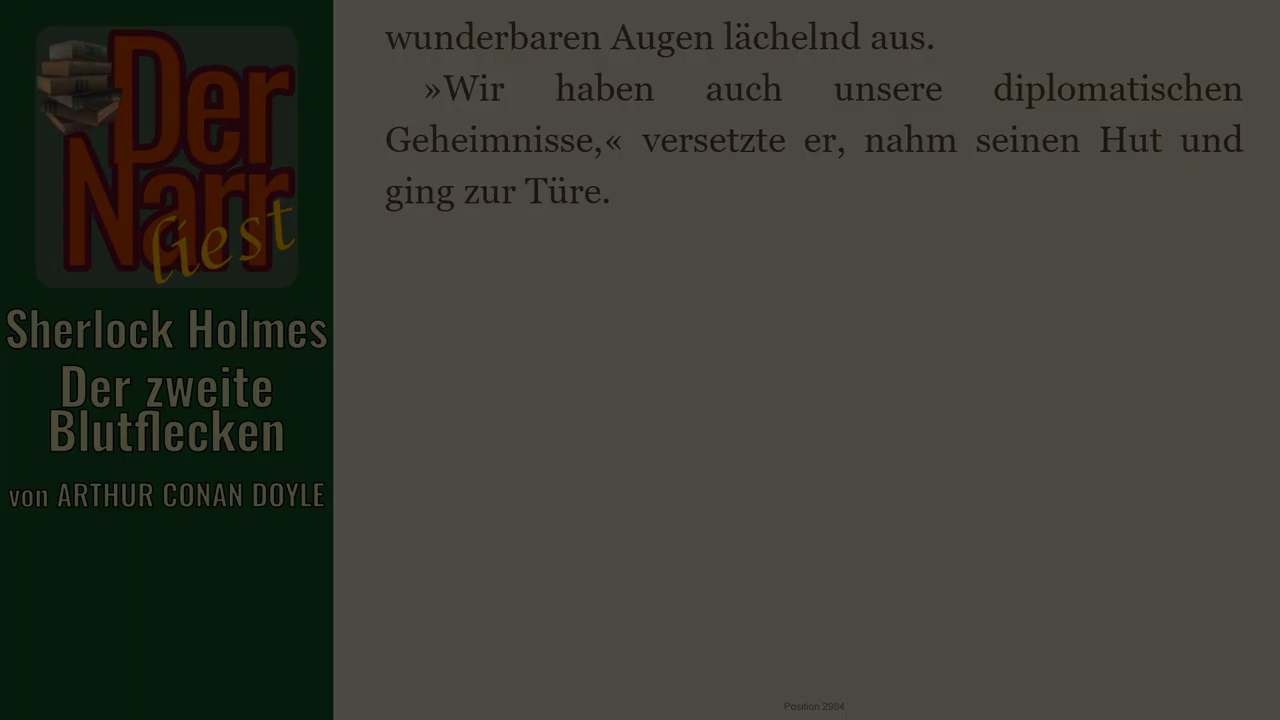 Der
Narr
liest
Sherlock Holmes
Der zweite
Blutflecken
von ARTHUR CONAN DOYLE
wunderbaren Augen lächelnd aus.
»Wir haben auch unsere diplomatischen
Geheimnisse,« versetzte er, nahm seinen Hut und
ging zur Türe.
Position 2984